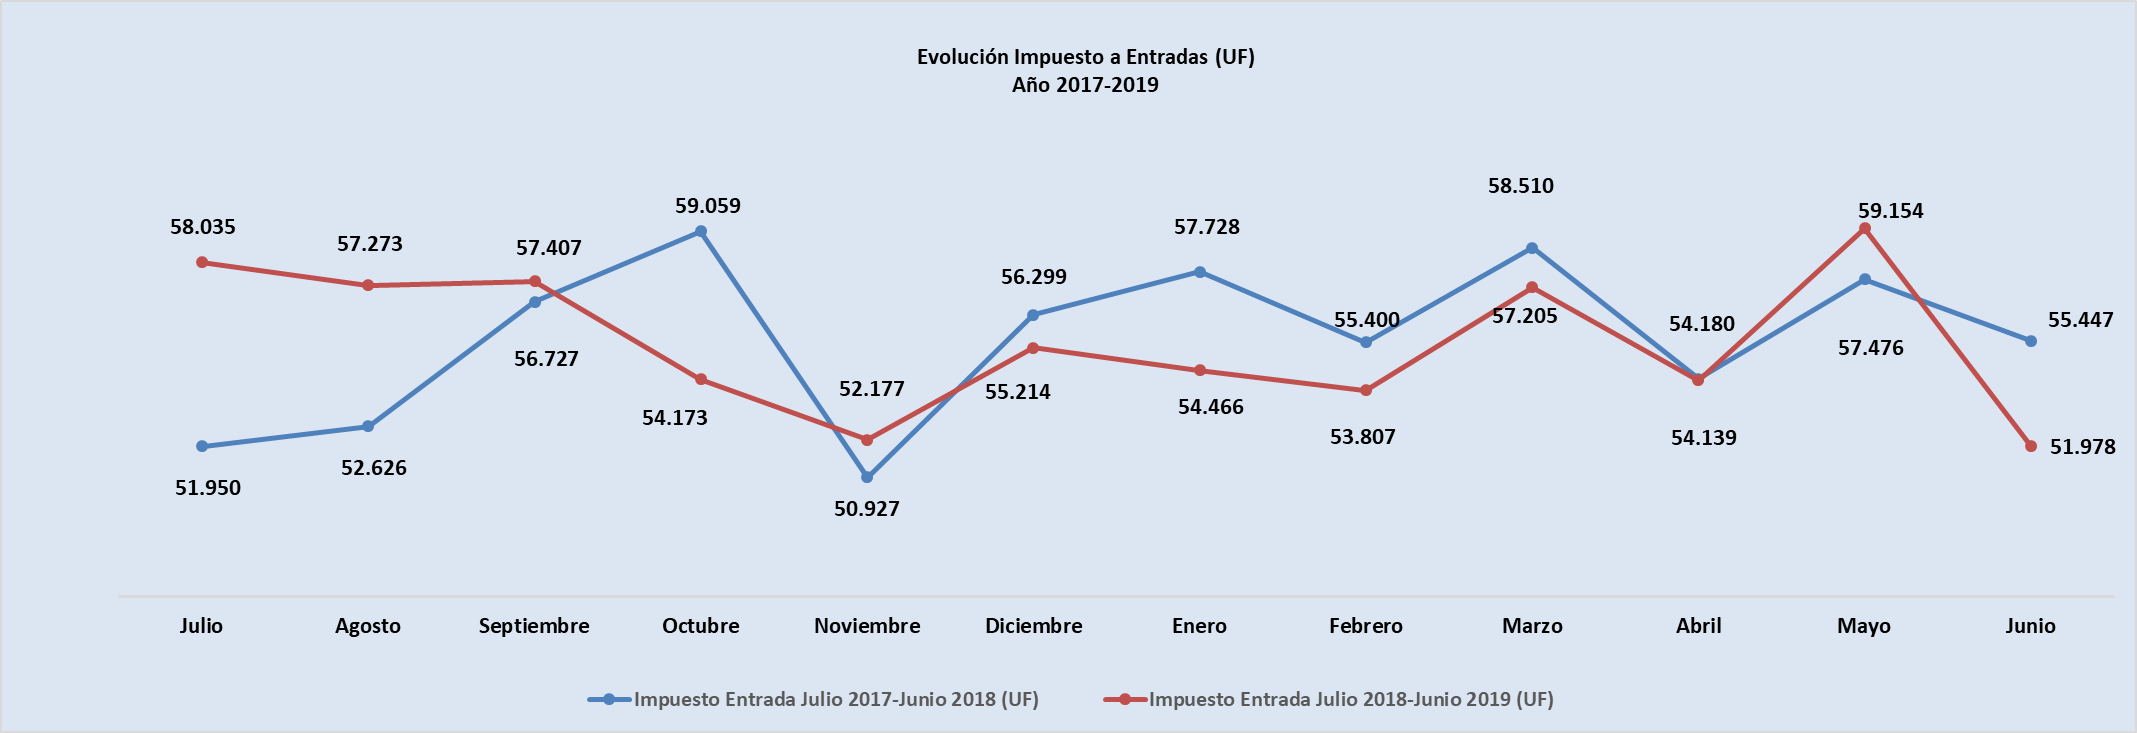 Evolución Impuesto a Entradas (UF)
Año 2017-2019
58.035
57.273
57.407
59.059
52.177
56.299
57.728
55.400
58.510
54.180
59.154
55.447
51.950
52.626
56.727
54.173
50.927
55.214
54.466
53.807
57.205
54.139
57.476
51.978
Julio
Agosto
Septiembre
Octubre
Noviembre
Diciembre
Enero
Febrero
Marzo
Abril
Mayo
Junio
Impuesto Entrada Julio 2017-Junio 2018 (UF)
Impuesto Entrada Julio 2018-Junio 2019 (UF)